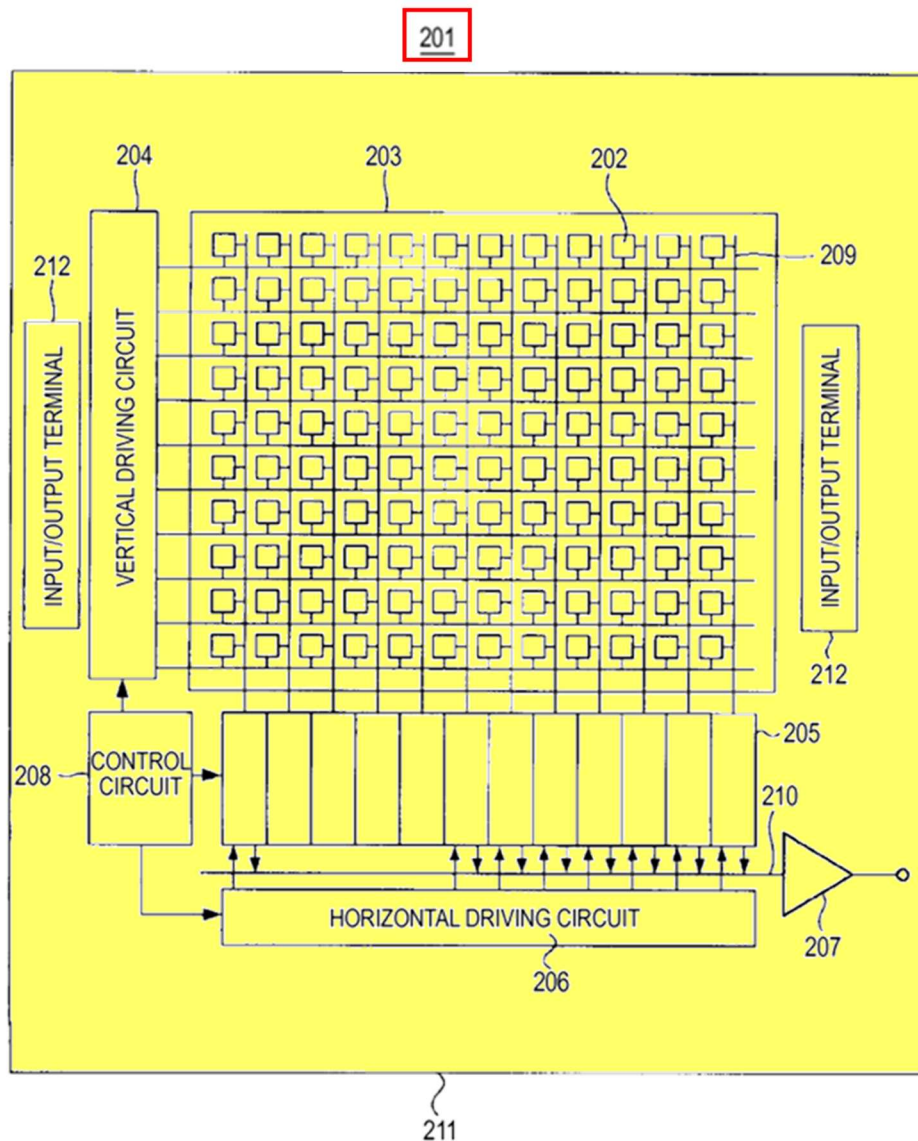 201
204
203
202
209
212
INPUT/OUTPUT TERMINAL
VERTICAL DRIVING CIRCUIT
INPUT/OUTPUT TERMINAL
212
CONTROL
CIRCUIT
208
205
210
HORIZONTAL DRIVING CIRCUIT
206
207
211